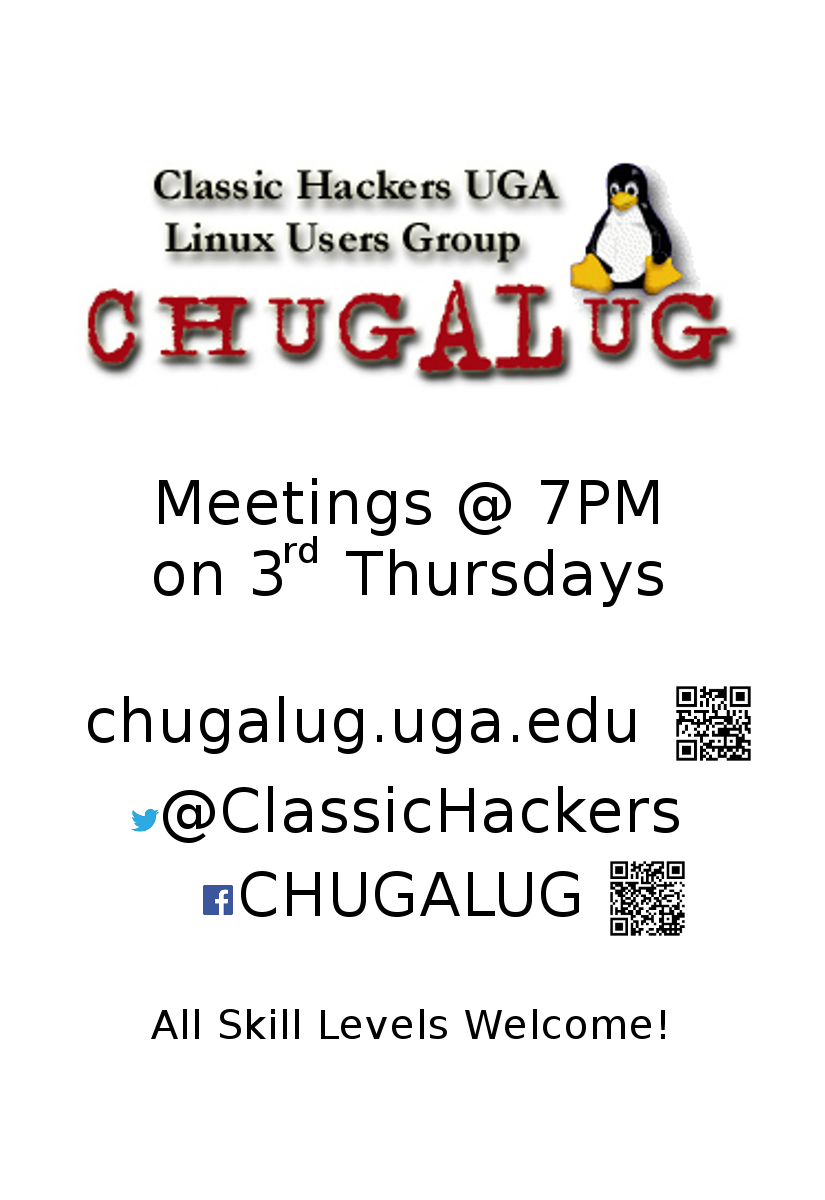 Classic Hackers UGA
Linux Users Group
CHUGALUG
Meetings @ 7PM
on 3rd Thursdays
chugalug.uga.edu
@ClassicHackers
CHUGALUG
All Skill Levels Welcome!